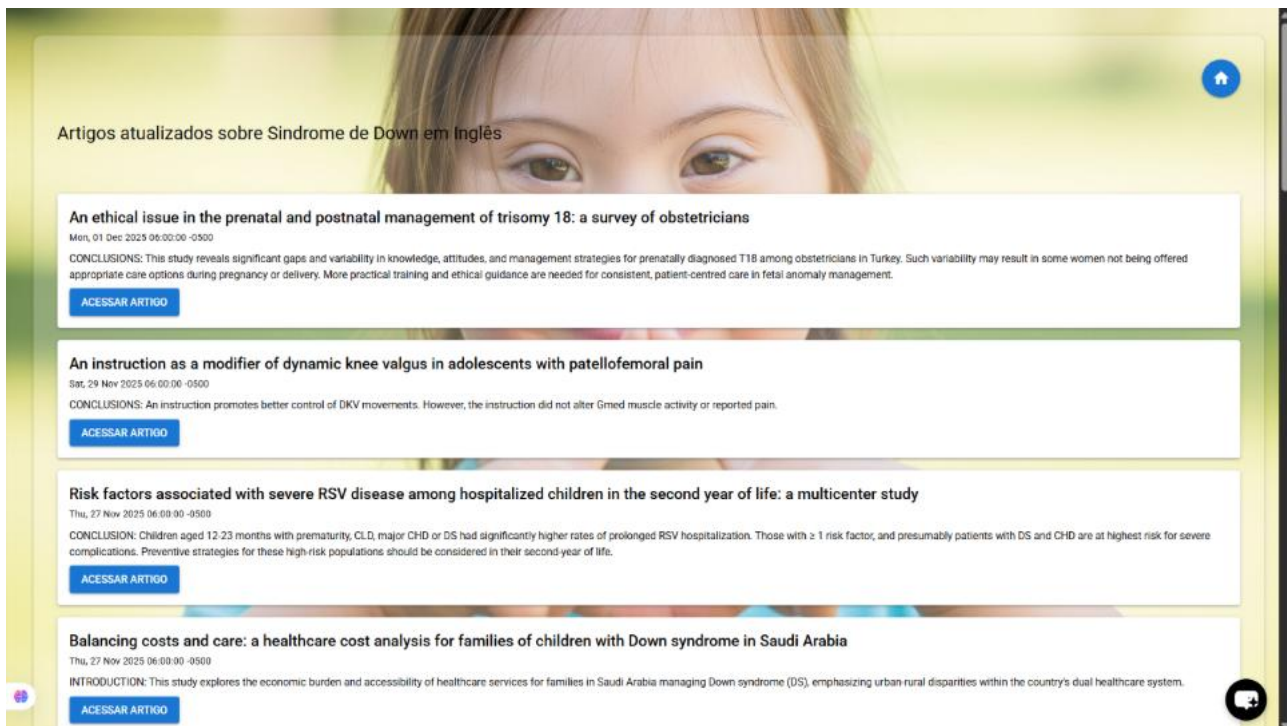 Artigos atualizados sobre Sindrome de Down em Inglês
An ethical issue in the prenatal and postnatal management of trisomy 18: a survey of obstetricians
Mon, 01 Dec 2025 06:00:00 -0500
CONCLUSIONS: This study reveals significant gaps and variability in knowledge, attitudes, and management strategies for prenatally diagnosed T18 among obstetricians in Turkey. Such variability may result in some women not being offered
appropriate care options during pregnancy or delivery. More practical training and ethical guidance are needed for consistent, patient-centred care in fetal anomaly management.
ACESSAR ARTIGO
An instruction as a modifier of dynamic knee valgus in adolescents with patellofemoral pain
Sat, 29 Nov 2025 06:00:00 -0500
CONCLUSIONS: An instruction promotes better control of DKV movements. However, the instruction did not alter Gmed muscle activity or reported pain.
ACESSAR ARTIGO
Risk factors associated with severe RSV disease among hospitalized children in the second year of life: a multicenter study
Thu, 27 Nov 2025 06:00:00 -0500
CONCLUSION: Children aged 12-23 months with prematurity, CLD, major CHD or DS had significantly higher rates of prolonged RSV hospitalization. Those with ≥ 1 risk factor, and presumably patients with DS and CHD are at highest risk for severe
complications. Preventive strategies for these high-risk populations should be considered in their second-year of life.
ACESSAR ARTIGO
Balancing costs and care: a healthcare cost analysis for families of children with Down syndrome in Saudi Arabia
Thu, 27 Nov 2025 06:00:00 -0500
INTRODUCTION: This study explores the economic burden and accessibility of healthcare services for families in Saudi Arabia managing Down syndrome (DS), emphasizing urban-rural disparities within the country's dual healthcare system.
ACESSAR ARTIGO